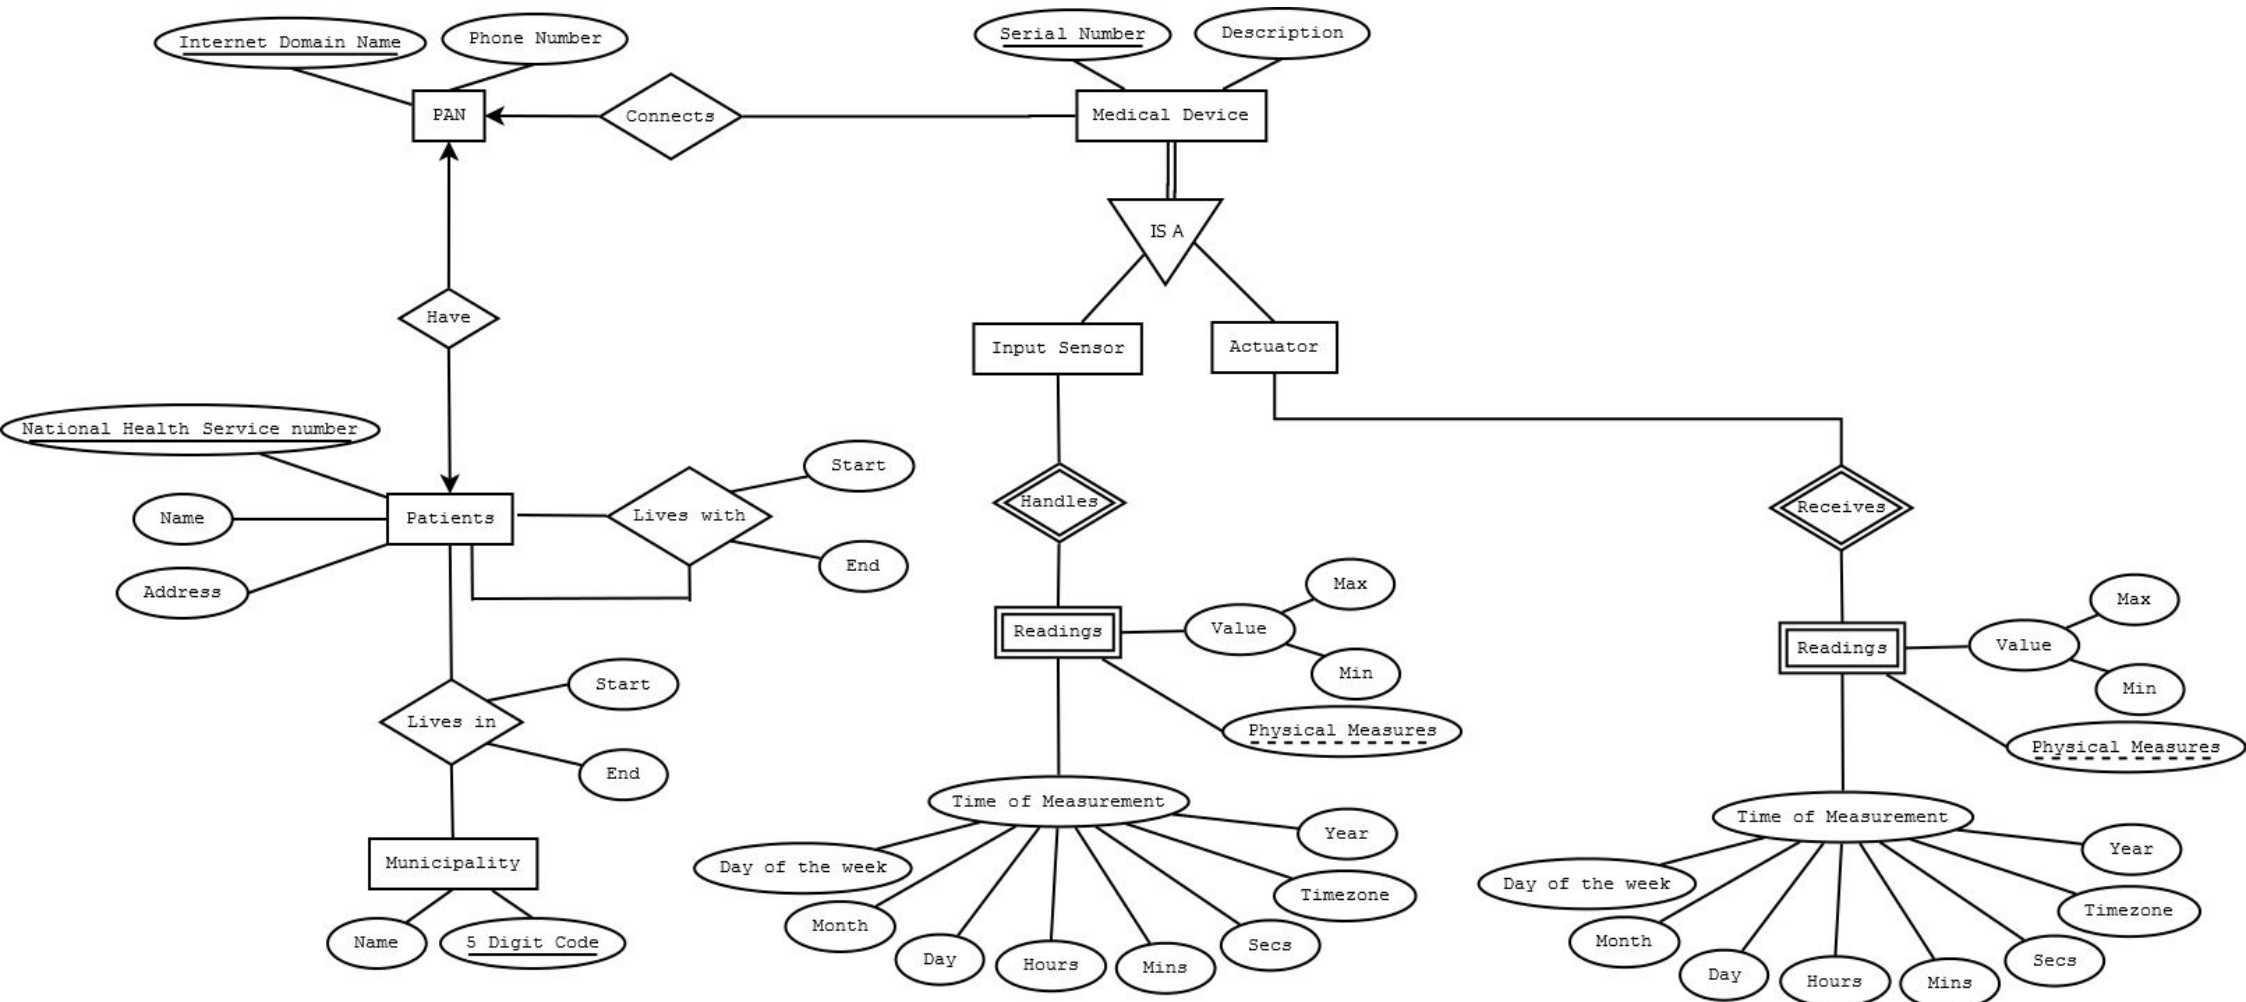 Internet Domain Name
Phone Number
Serial Number
Description
PAN
Connects
Medical Device
IS A
Have
Input Sensor
Actuator
National Health Service number
Name
Patients
Address
Lives with
Start
End
Handles
Receives
Readings
Value
Max
Min
Physical Measures
Readings
Value
Max
Min
Physical Measures
Lives in
Start
End
Municipality
Name
5 Digit Code
Time of Measurement
Day of the week
Month
Day
Hours
Mins
Secs
Timezone
Year
Time of Measurement
Day of the week
Month
Day
Hours
Mins
Secs
Timezone
Year